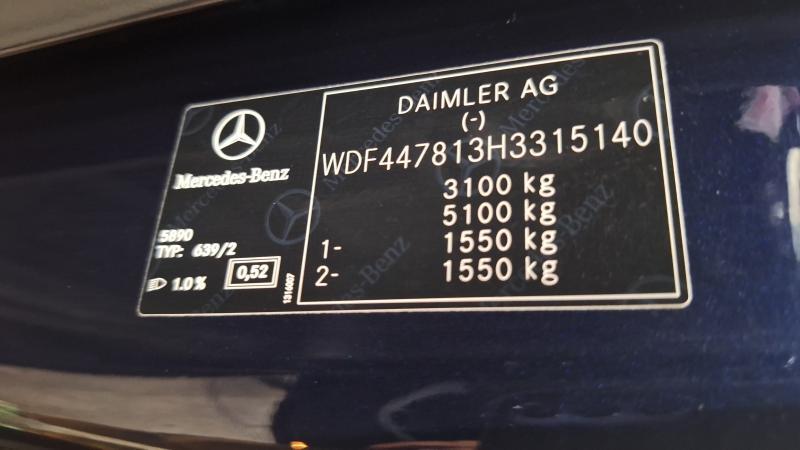 Mercedes-Benz
5890
TYP: 639/2
1.0%
0,52
1316007
DAIMLER AG
(-)
WDF447813H3315140
3100 kg
5100 kg
1- 1550 kg
2- 1550 kg